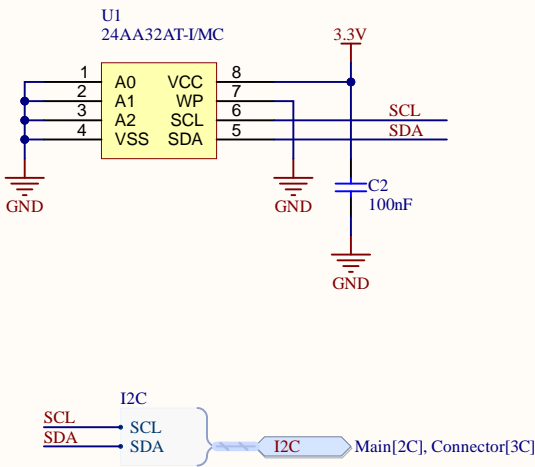 U1
24AA32AT-I/MC
3.3V
1 A0 VCC 8
2 A1 WP 7
3 A2 SCL 6 SCL
4 VSS SDA 5 SDA
GND
GND
C2
100nF
GND
I2C
SCL SCL
SDA SDA
I2C Main[2C], Connector[3C]